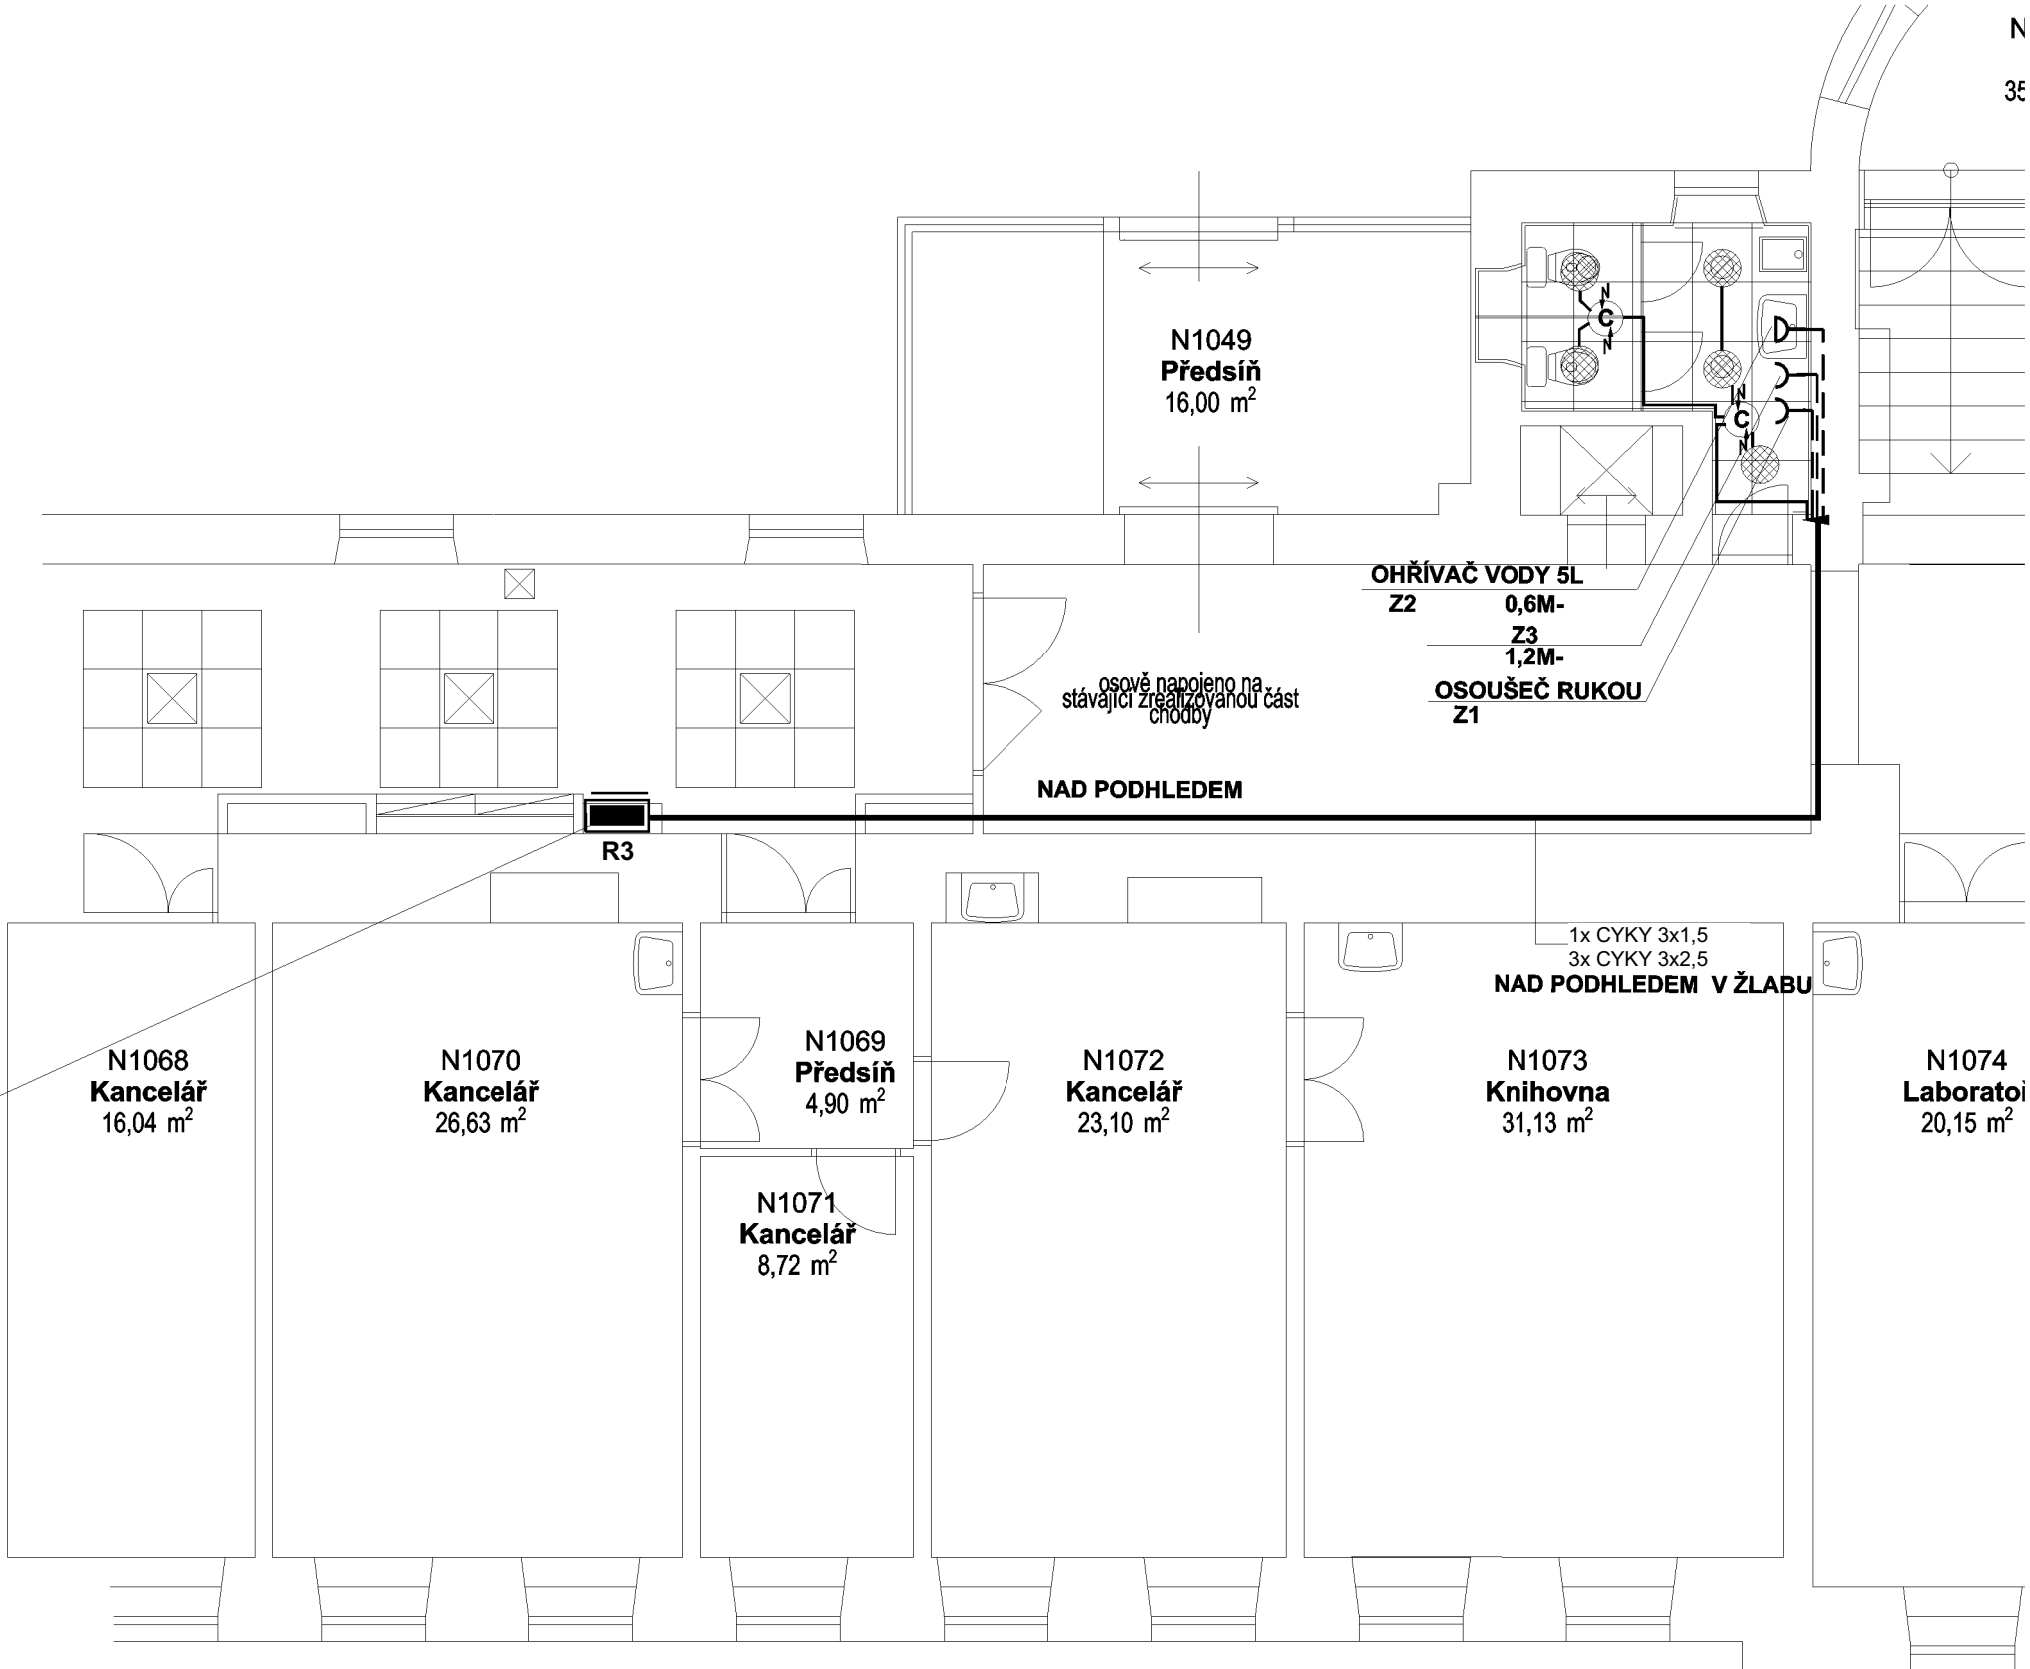 N
35
N1049
Předsíň
16,00 m²
N
C
N
N
C
N
OHŘÍVAČ VODY 5L
Z2 0,6M-
Z3
1,2M-
OSOUŠEČ RUKOU
Z1
osově napojeno na
stávající zrealizovanou část
chodby
NAD PODHLEDEM
R3
1x CYKY 3x1,5
3x CYKY 3x2,5
NAD PODHLEDEM V ŽLABU
N1068
Kancelář
16,04 m²
N1070
Kancelář
26,63 m²
N1069
Předsíň
4,90 m²
N1072
Kancelář
23,10 m²
N1073
Knihovna
31,13 m²
N1074
Laboratoř
20,15 m²
N1071
Kancelář
8,72 m²